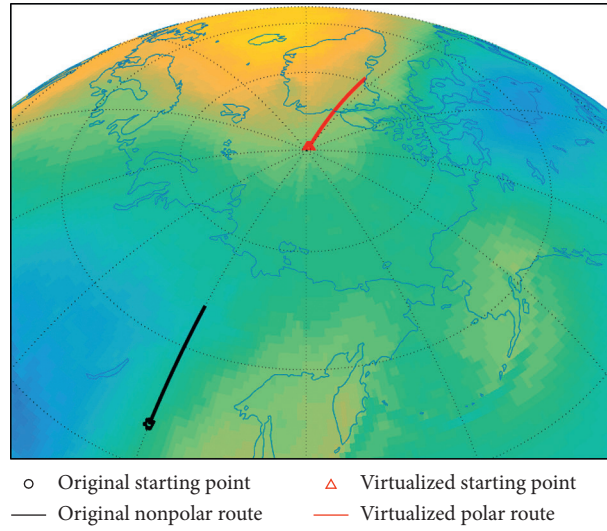 Original starting point Virtualized starting point
Original nonpolar route Virtualized polar route